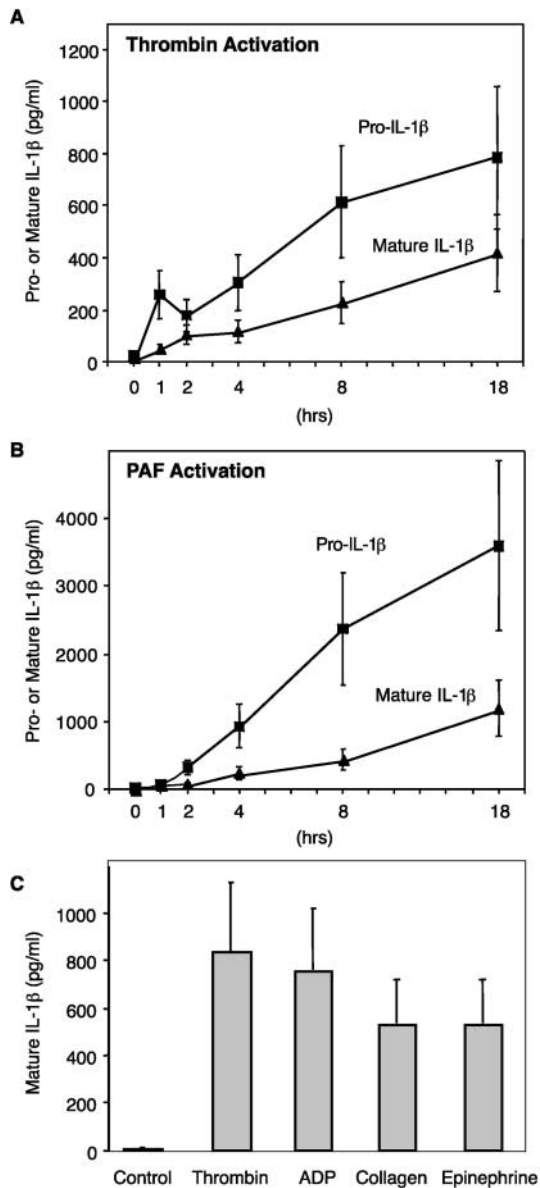 A
Thrombin Activation
1200
1000
800
600
400
200
0
Pro- or Mature IL-1β (pg/ml)
Pro-IL-1β
Mature IL-1β
0 1 2 4 8 18
(hrs)
B
PAF Activation
4000
3000
2000
1000
0
Pro- or Mature IL-1β (pg/ml)
Pro-IL-1β
Mature IL-1β
0 1 2 4 8 18
(hrs)
C
1000
800
600
400
200
0
Mature IL-1β (pg/ml)
Control Thrombin ADP Collagen Epinephrine